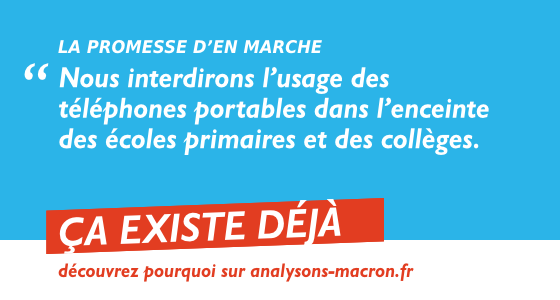 LA PROMESSE D’EN MARCHE
“ Nous interdirons l’usage des
téléphones portables dans l’enceinte
des écoles primaires et des collèges.
ÇA EXISTE DÉJÀ
découvrez pourquoi sur analysons-macron.fr